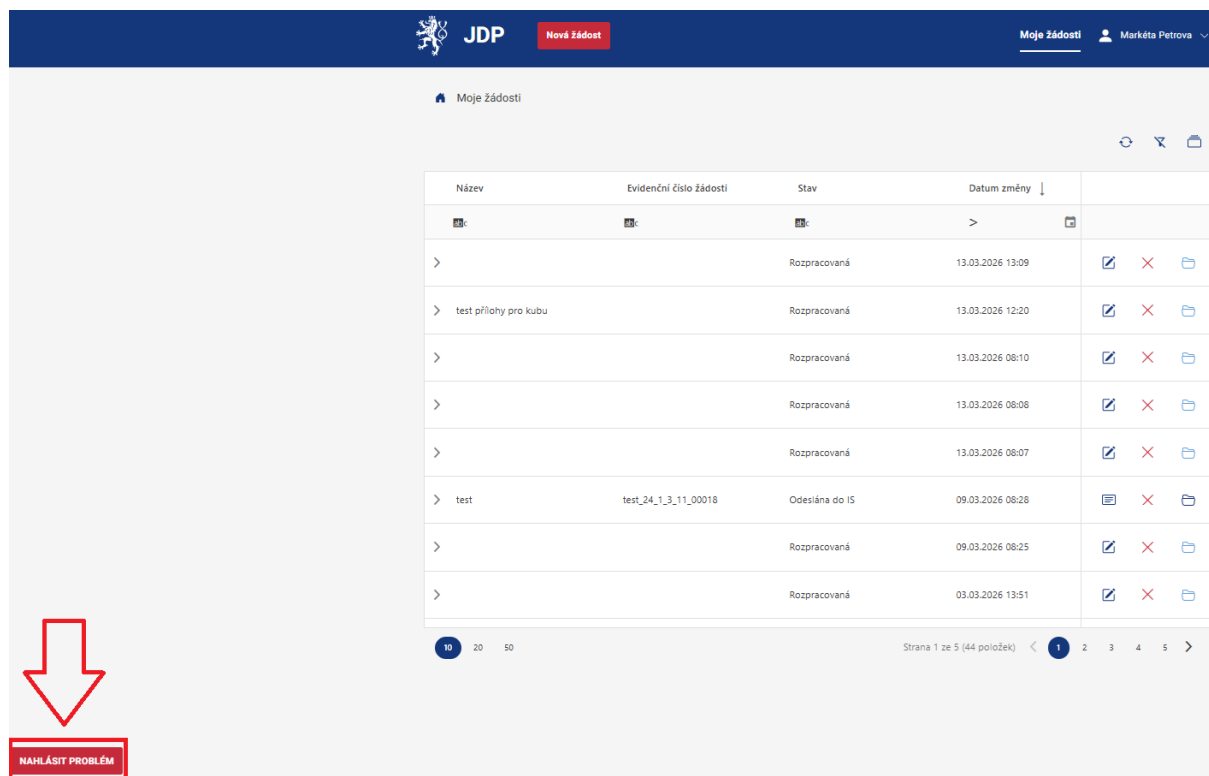 JDP Nová žádost Moje žádosti Markéta Petrova
Moje žádosti
Název Evidenční číslo žádosti Stav Datum změny
abc abc abc >
Rozpracovaná 13.03.2026 13:09
test přílohy pro kubu Rozpracovaná 13.03.2026 12:20
Rozpracovaná 13.03.2026 08:10
Rozpracovaná 13.03.2026 08:08
Rozpracovaná 13.03.2026 08:07
test test_24_1_3_11_00018 Odeslána do IS 09.03.2026 08:28
Rozpracovaná 09.03.2026 08:25
Rozpracovaná 03.03.2026 13:51
10 20 50 Strana 1 ze 5 (44 položek) 1 2 3 4 5
NAHLÁSIT PROBLÉM